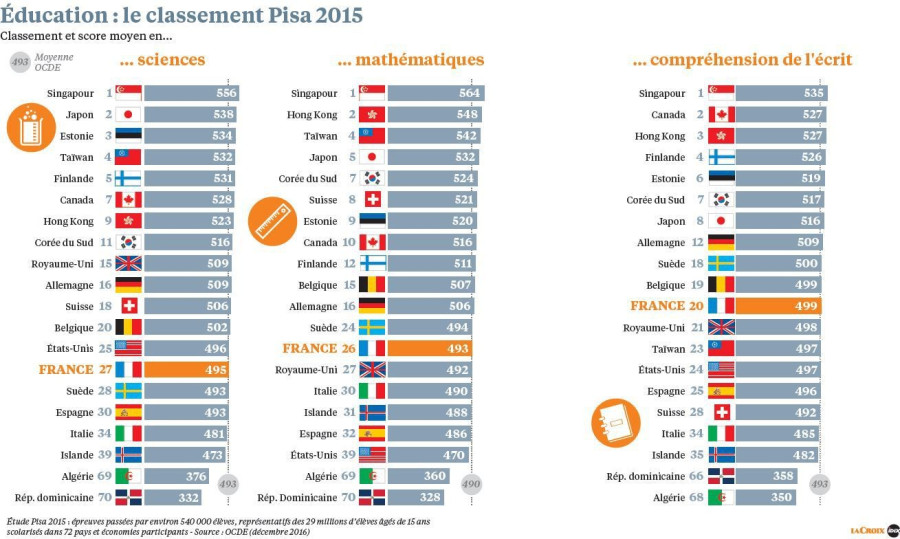 Éducation : le classement Pisa 2015
Classement et score moyen en...
493 Moyenne
OCDE
... sciences
Singapour 1 556
Japon 2 538
Estonie 3 534
Taïwan 4 532
Finlande 5 531
Canada 7 528
Hong Kong 9 523
Corée du Sud 11 516
Royaume-Uni 15 509
Allemagne 16 509
Suisse 18 506
Belgique 20 502
États-Unis 25 496
FRANCE 27 495
Suède 28 493
Espagne 30 493
Italie 34 481
Islande 39 473
Algérie 69 376
493
Rép. dominicaine 70 332
... mathématiques
Singapour 1 564
Hong Kong 2 548
Taïwan 4 542
Japon 5 532
Corée du Sud 7 524
Suisse 8 521
Estonie 9 520
Canada 10 516
Finlande 12 511
Belgique 15 507
Allemagne 16 506
Suède 24 494
FRANCE 26 493
Royaume-Uni 27 492
Italie 30 490
Islande 31 488
Espagne 32 486
États-Unis 39 470
Algérie 69 360
490
Rép. Dominicaine 70 328
... compréhension de l'écrit
Singapour 1 535
Canada 2 527
Hong Kong 3 527
Finlande 4 526
Estonie 6 519
Corée du Sud 7 517
Japon 8 516
Allemagne 12 509
Suède 18 500
Belgique 19 499
FRANCE 20 499
Royaume-Uni 21 498
Taïwan 23 497
États-Unis 24 497
Espagne 25 496
Suisse 28 492
Italie 34 485
Islande 35 482
Rép. dominicaine 66 358
493
Algérie 68 350
Étude Pisa 2015 : épreuves passées par environ 540 000 élèves, représentatifs des 29 millions d'élèves âgés de 15 ans
scolarisés dans 72 pays et économies participants - Source : OCDE (décembre 2016)
LA CROIX